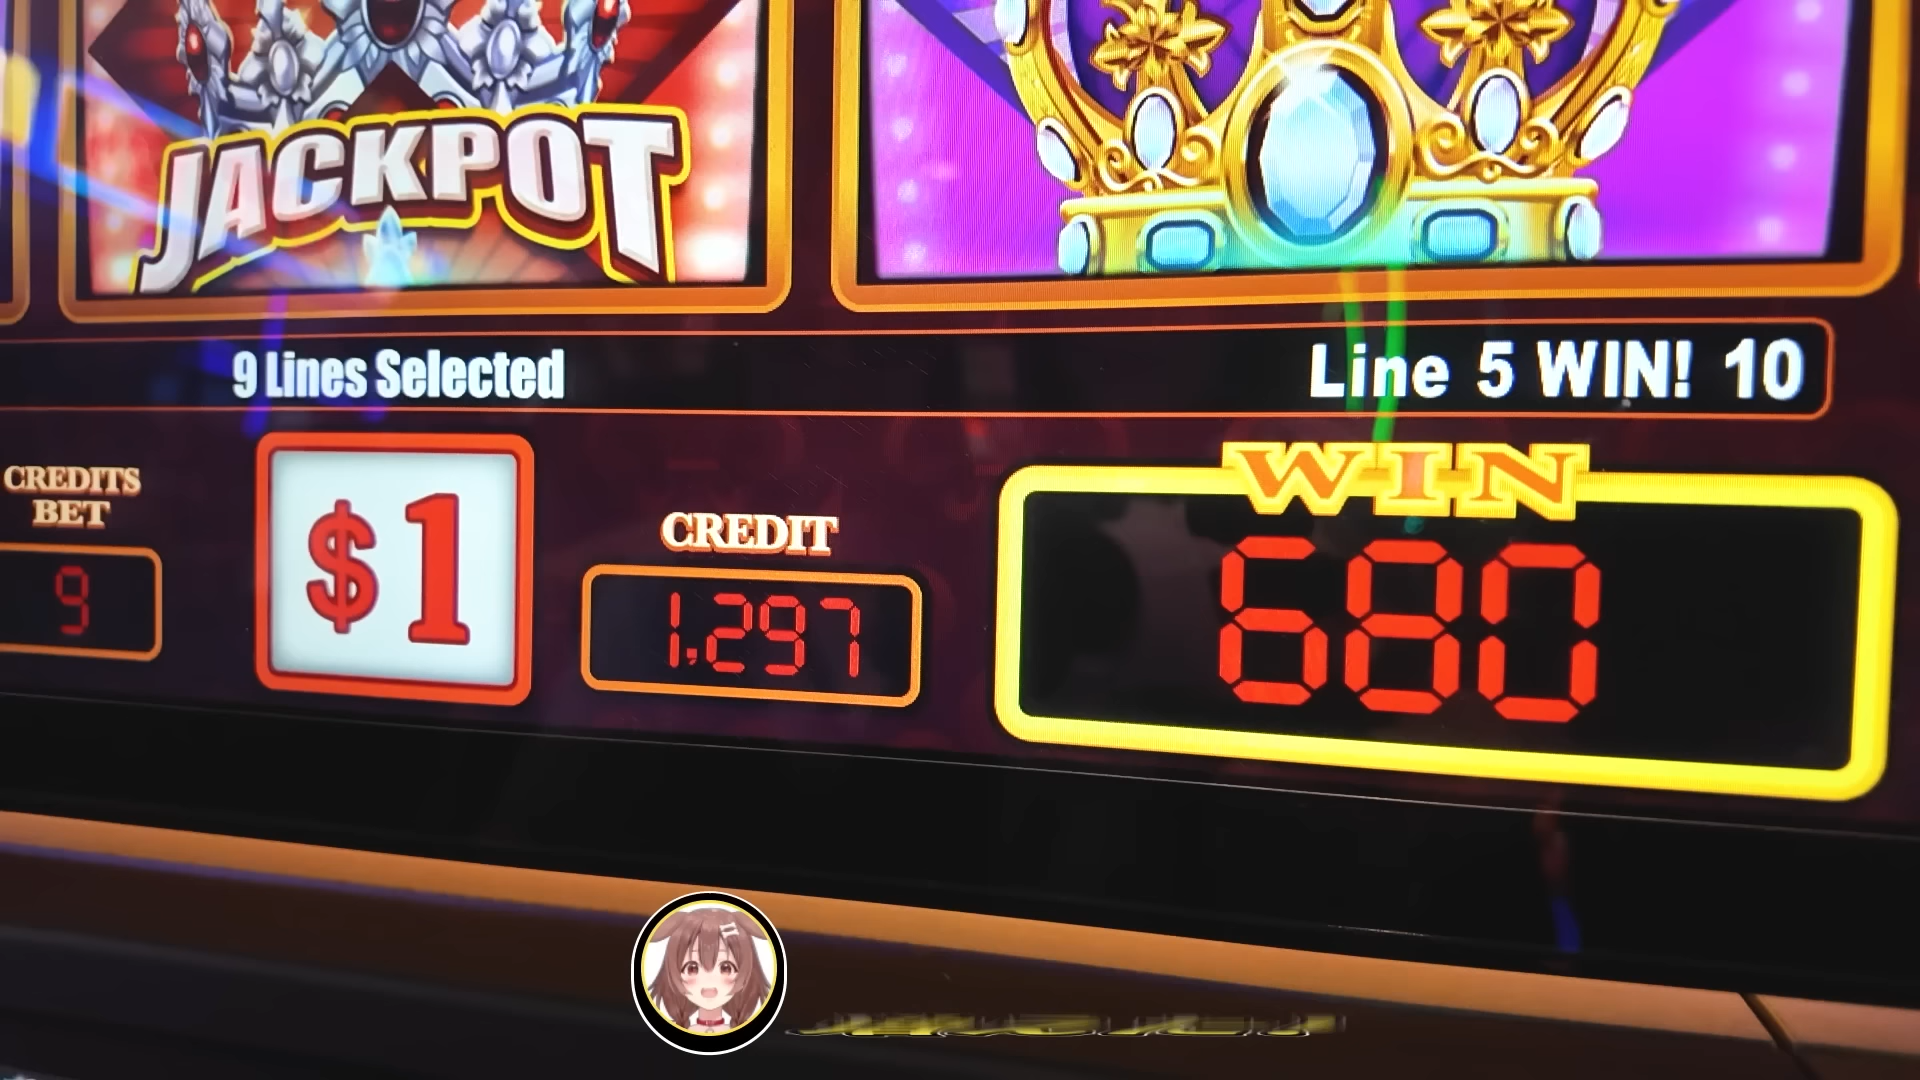 JACKPOT
9 Lines Selected
Line 5 WIN! 10
CREDITS
BET
9
$1
CREDIT
1,297
WIN
680